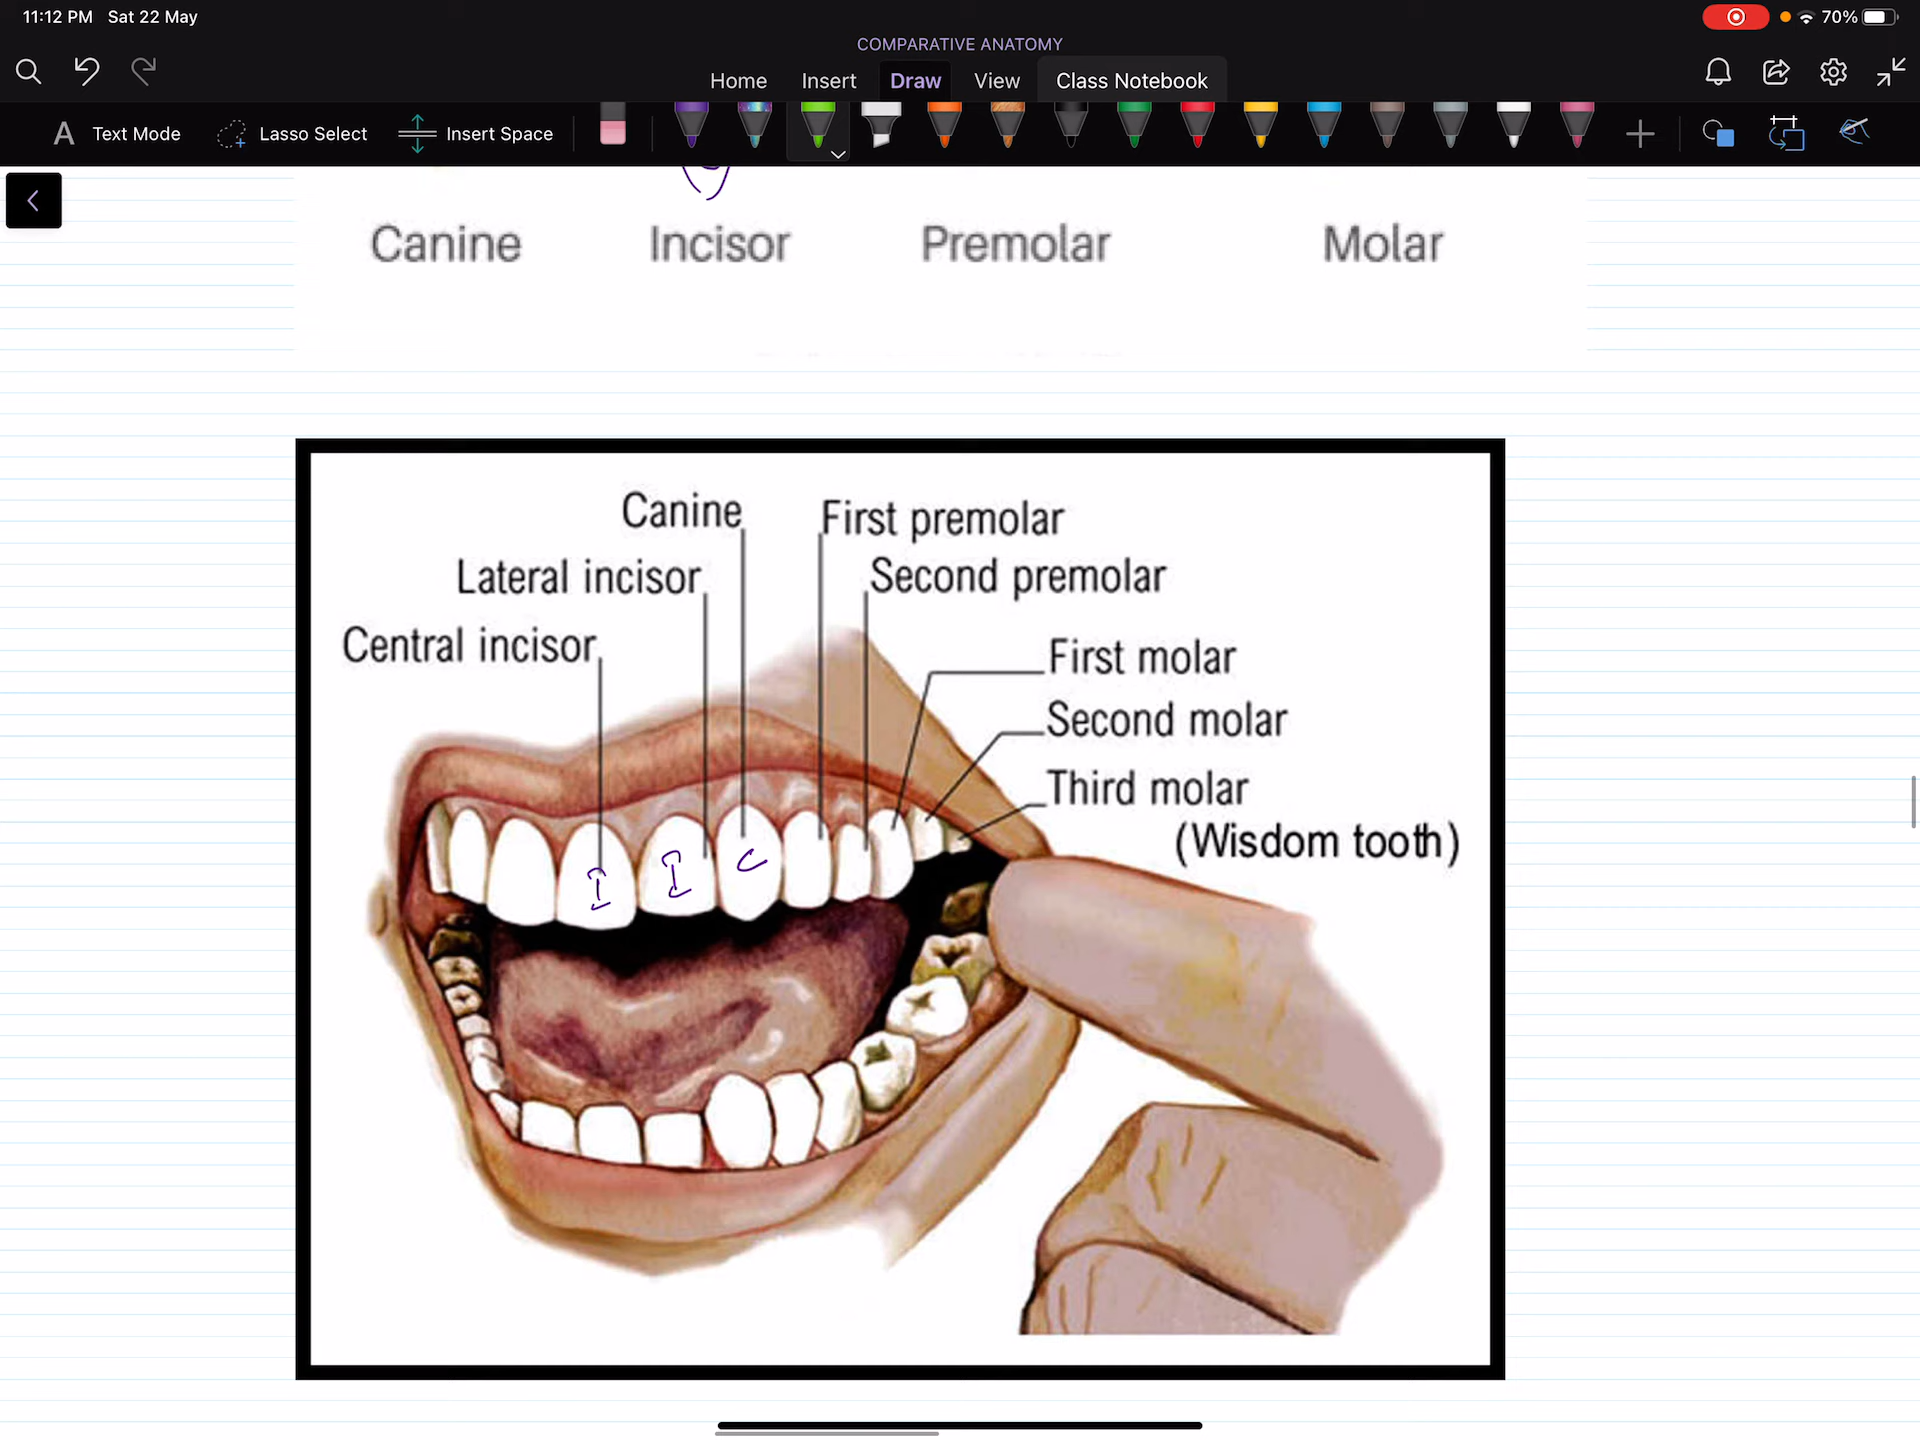 11:12 PM Sat 22 May
70%
COMPARATIVE ANATOMY
Home Insert Draw View Class Notebook
A Text Mode Lasso Select Insert Space
Canine Incisor Premolar Molar
Canine
First premolar
Lateral incisor
Second premolar
Central incisor
First molar
Second molar
Third molar
(Wisdom tooth)
I I C